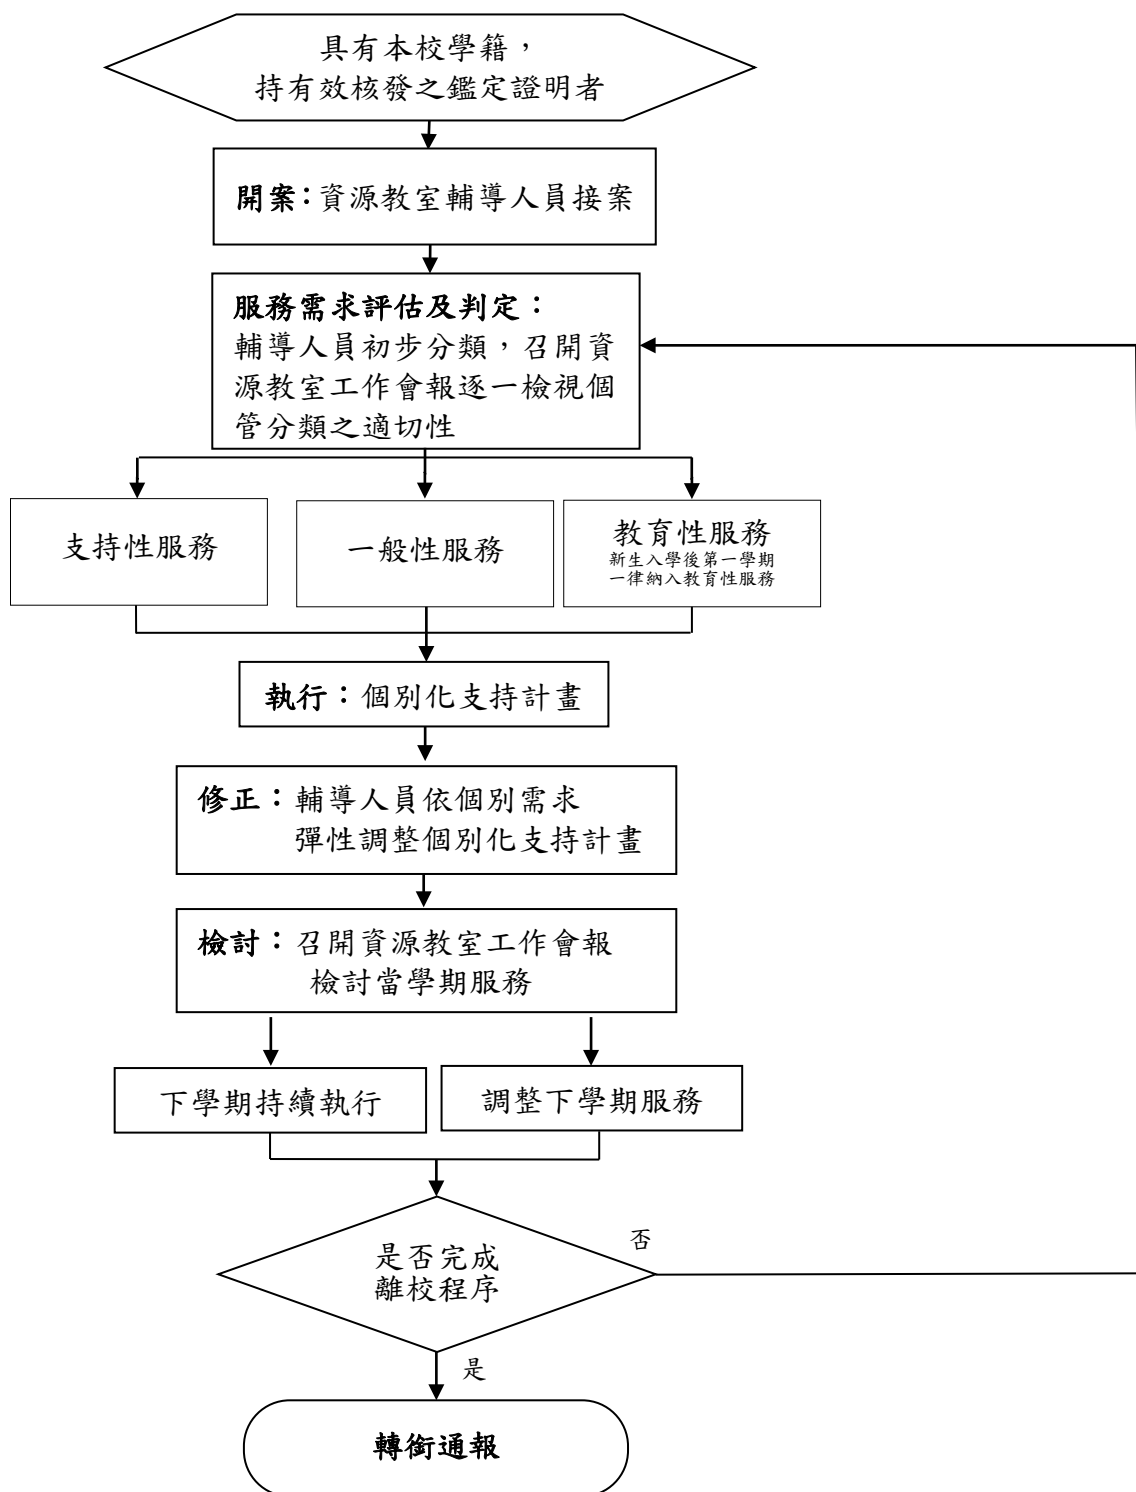 具有本校學籍，
持有效核發之鑑定證明者
開案：資源教室輔導人員接案
服務需求評估及判定：
輔導人員初步分類，召開資
源教室工作會報逐一檢視個
管分類之適切性
支持性服務
一般性服務
教育性服務
新生入學後第一學期
一律納入教育性服務
執行：個別化支持計畫
修正：輔導人員依個別需求
彈性調整個別化支持計畫
檢討：召開資源教室工作會報
檢討當學期服務
下學期持續執行
調整下學期服務
是否完成
離校程序
否
是
轉銜通報